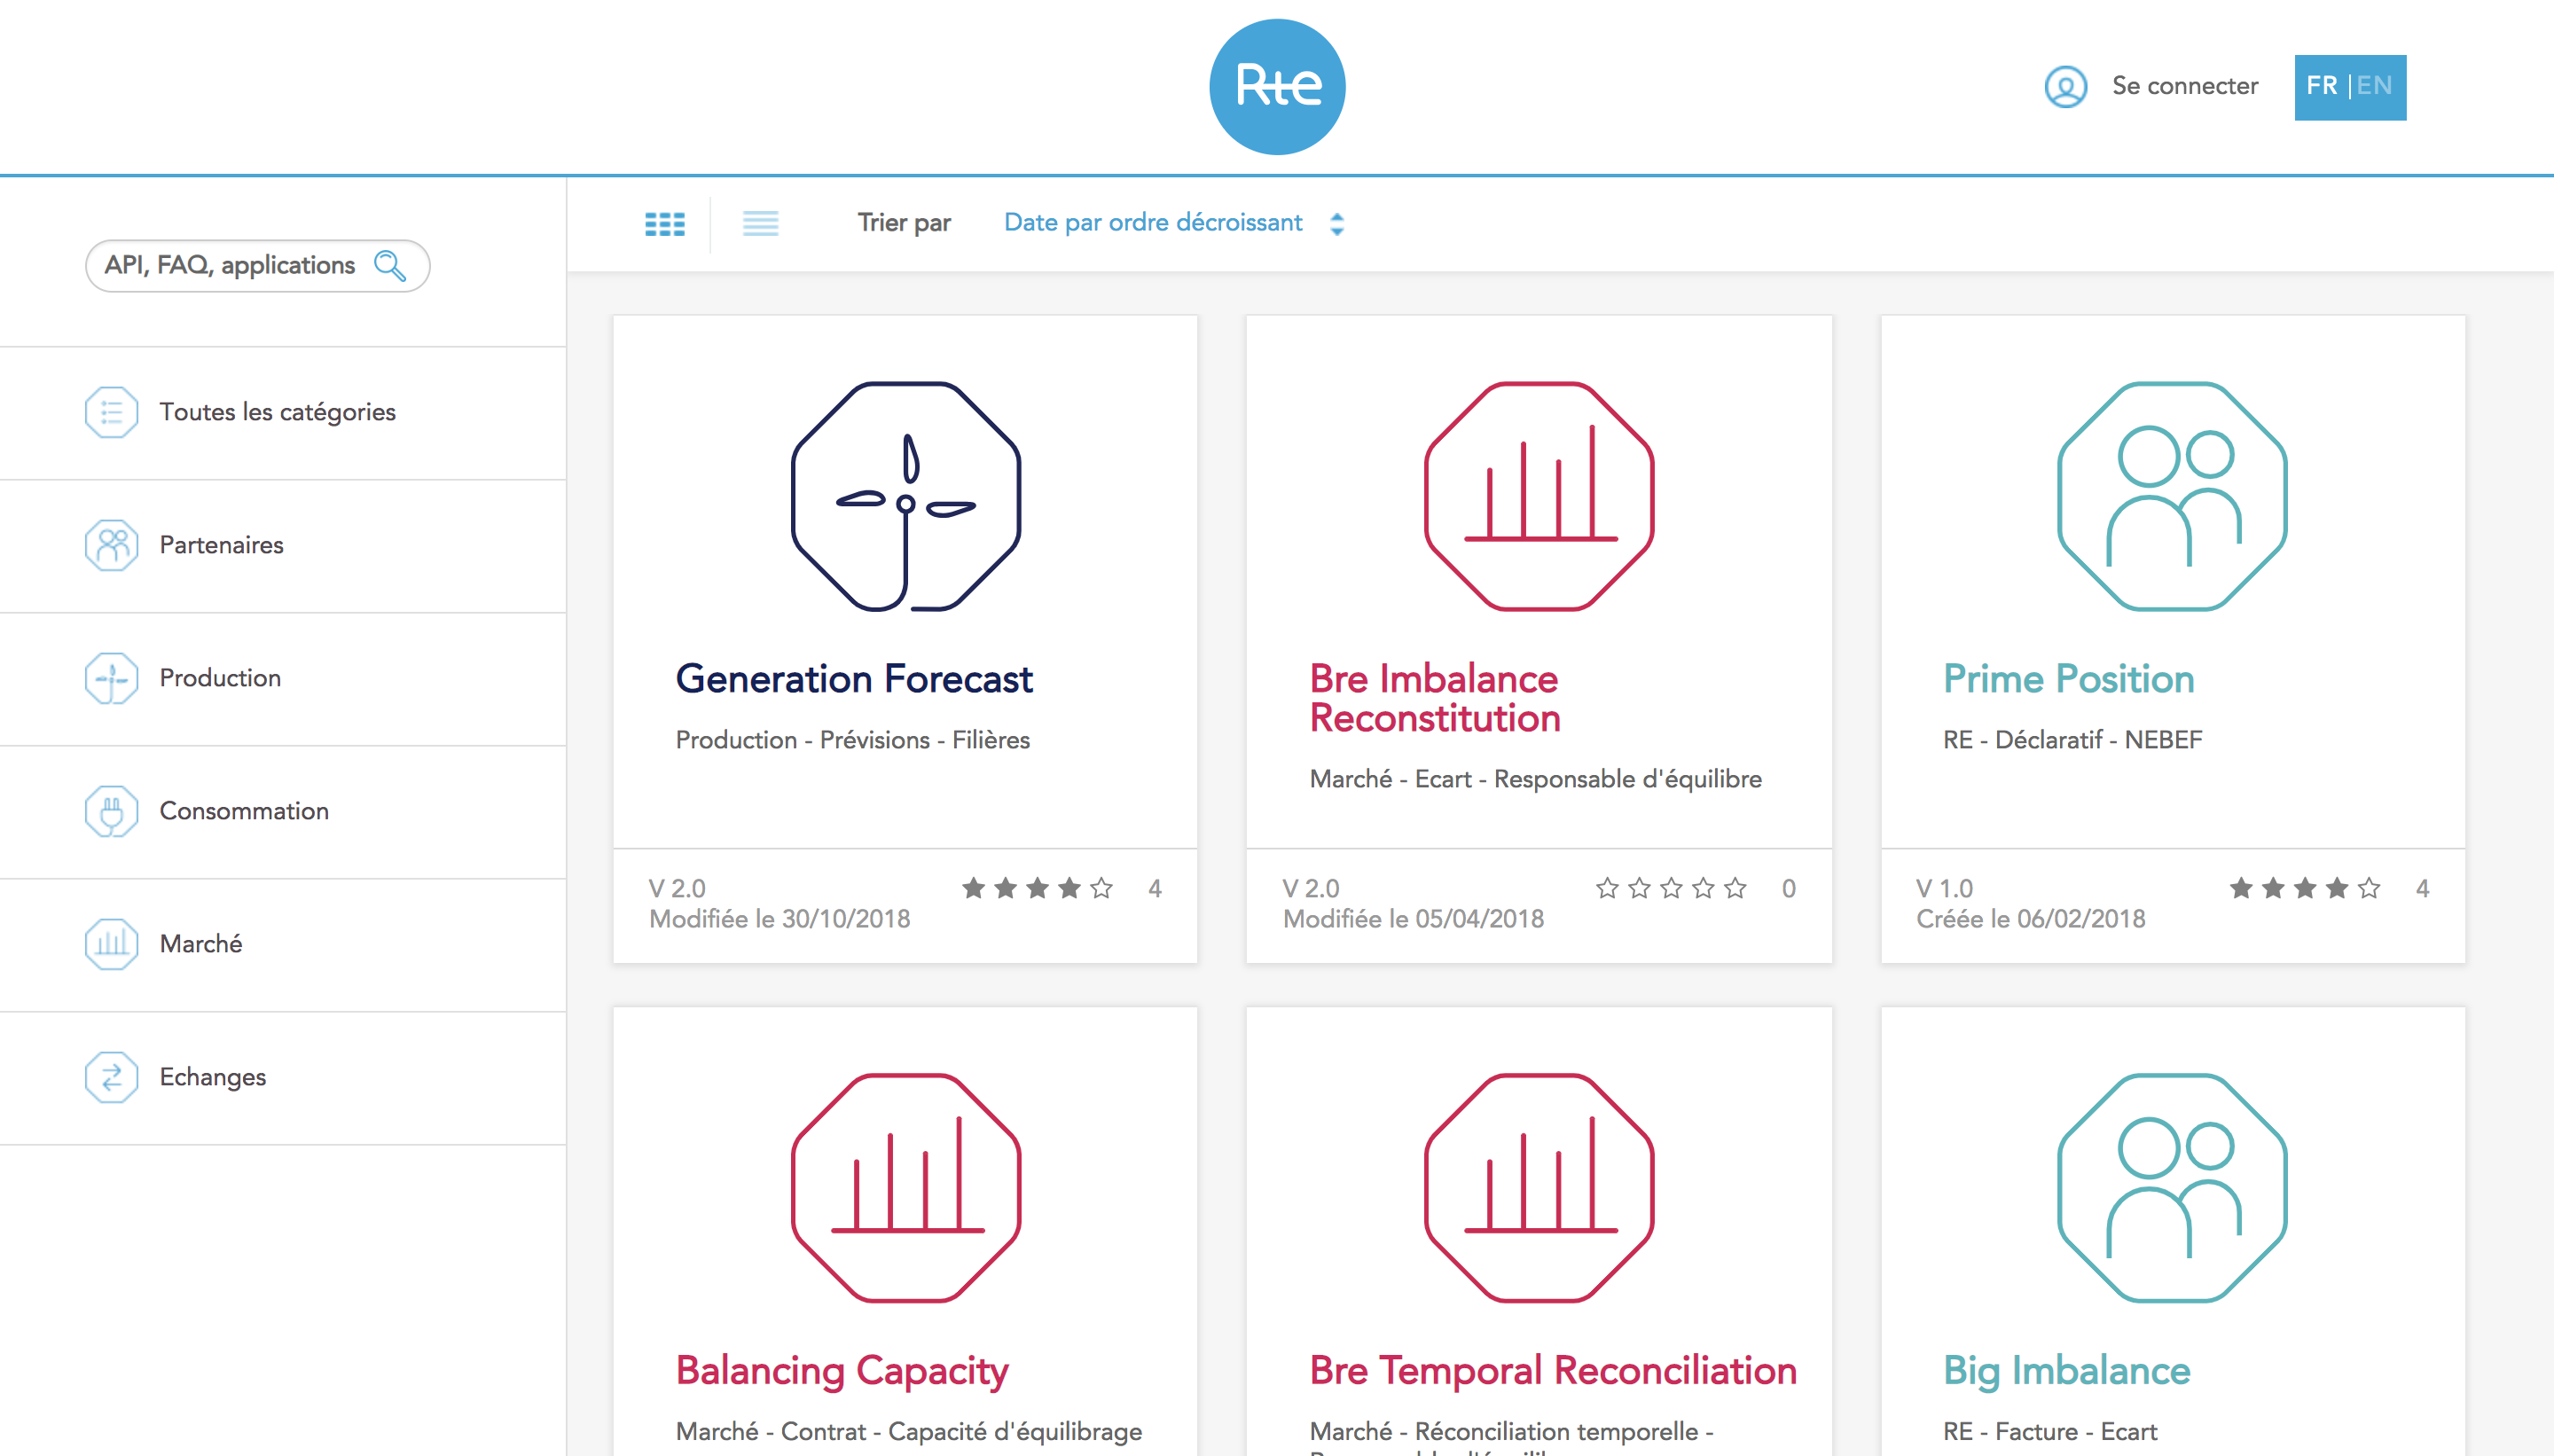 Rte
Se connecter
FR | EN
API, FAQ, applications
Toutes les catégories
Partenaires
Production
Consommation
Marché
Echanges
Trier par Date par ordre décroissant
Generation Forecast
Production - Prévisions - Filières
V 2.0 4
Modifiée le 30/10/2018
Bre Imbalance
Reconstitution
Marché - Ecart - Responsable d'équilibre
V 2.0 0
Modifiée le 05/04/2018
Prime Position
RE - Déclaratif - NEBEF
V 1.0 4
Créée le 06/02/2018
Balancing Capacity
Marché - Contrat - Capacité d'équilibrage
Bre Temporal Reconciliation
Marché - Réconciliation temporelle -
Big Imbalance
RE - Facture - Ecart